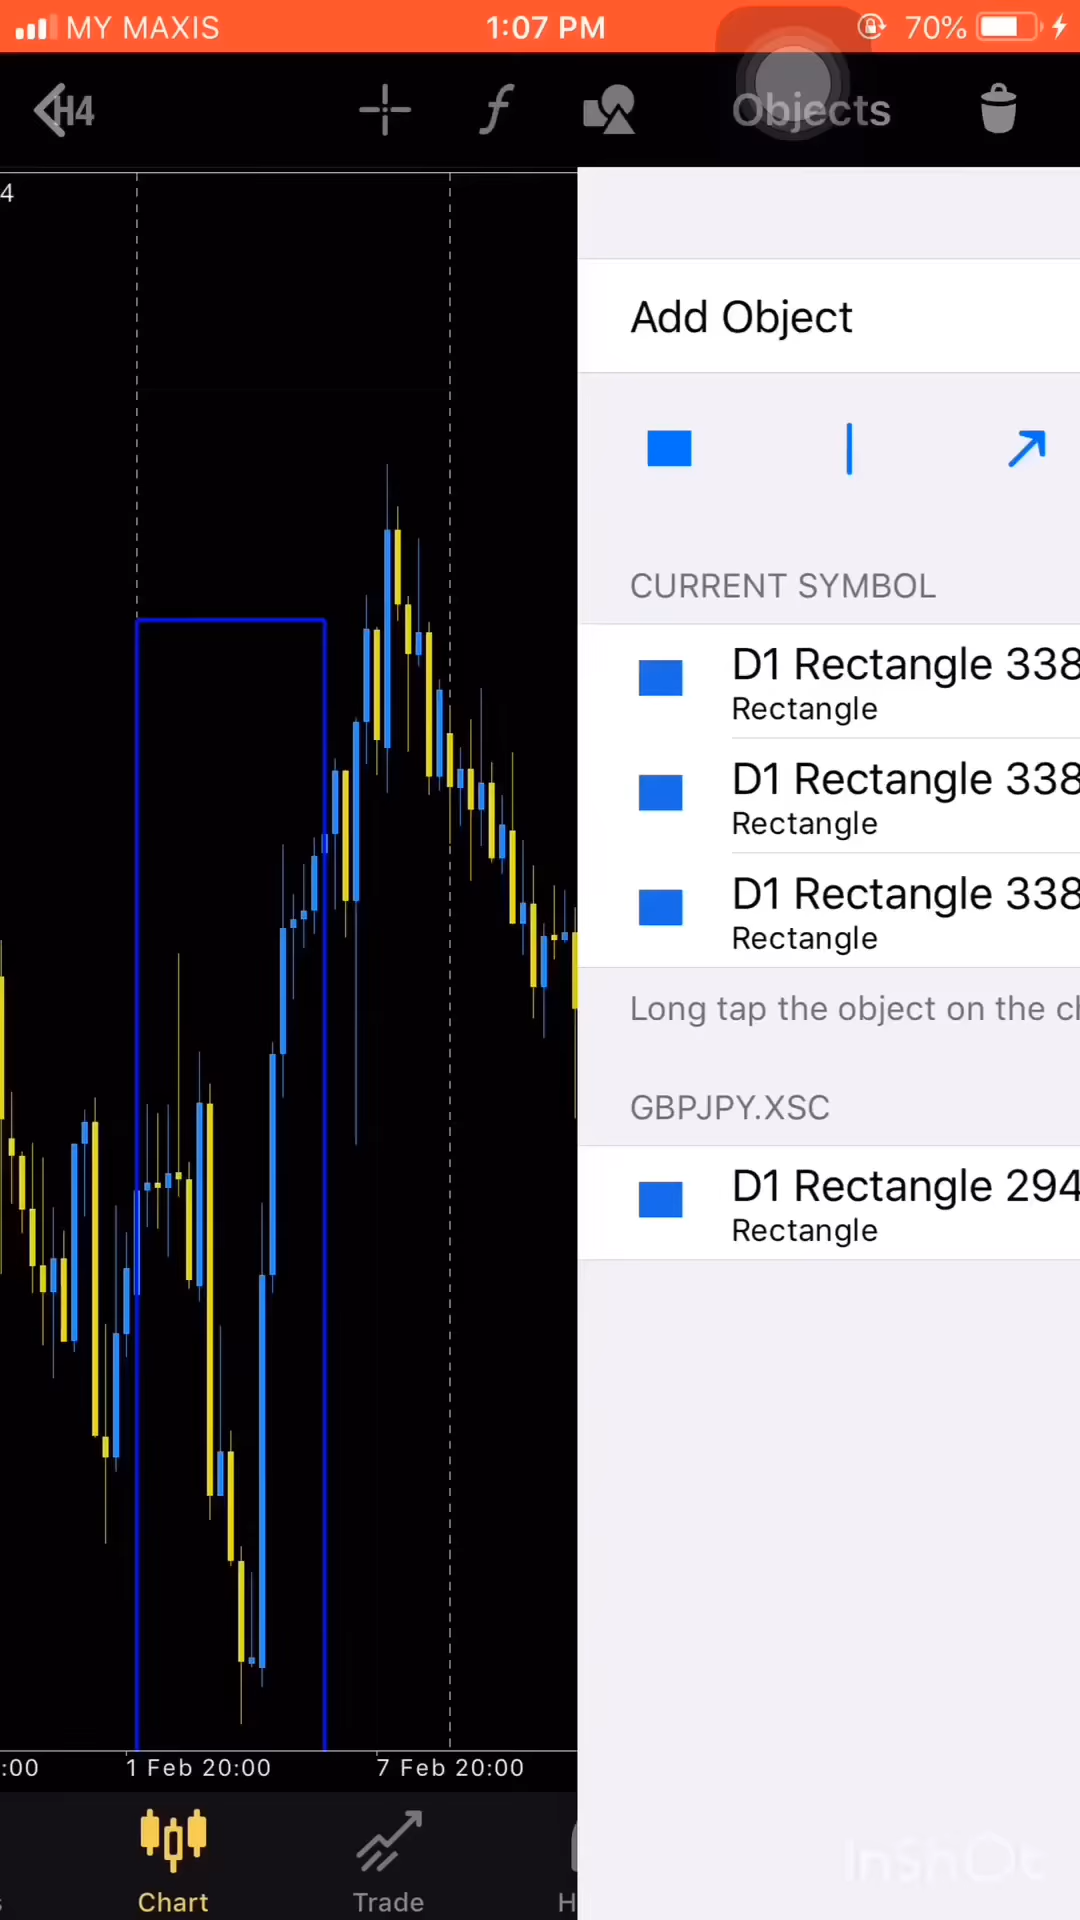 MY MAXIS 1:07 PM 70%
H4 Objects
4
Add Object
CURRENT SYMBOL
D1 Rectangle 338
Rectangle
D1 Rectangle 338
Rectangle
D1 Rectangle 338
Rectangle
Long tap the object on the ch
GBPJPY.XSC
D1 Rectangle 294
Rectangle
:00 1 Feb 20:00 7 Feb 20:00
Chart Trade H
InShOt